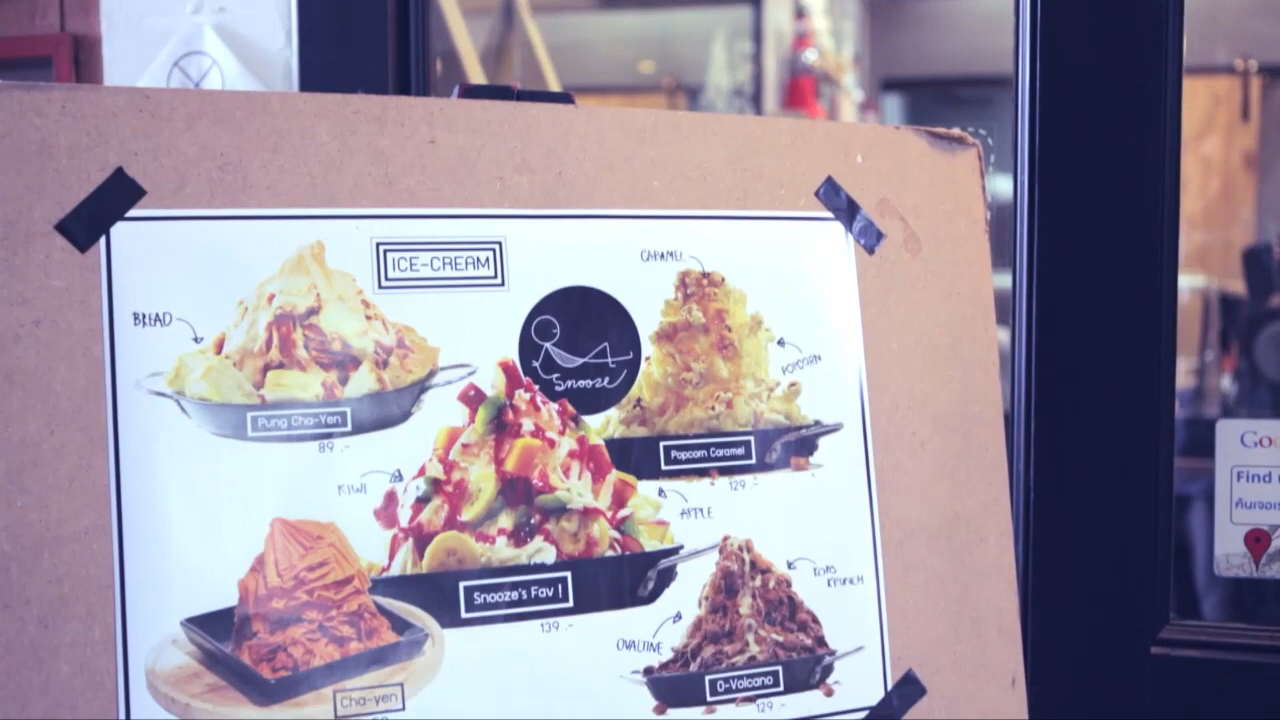 ICE-CREAM
CARAMEL
BREAD
Snooze
POPCORN
Pung Cha-Yen
89 .-
Popcorn Caramel
129 .-
KIWI
APPLE
Snooze's Fav !
139 .-
KOKO
KRUNCH
OVALTINE
O-Volcano
129 .-
Cha-yen
Find